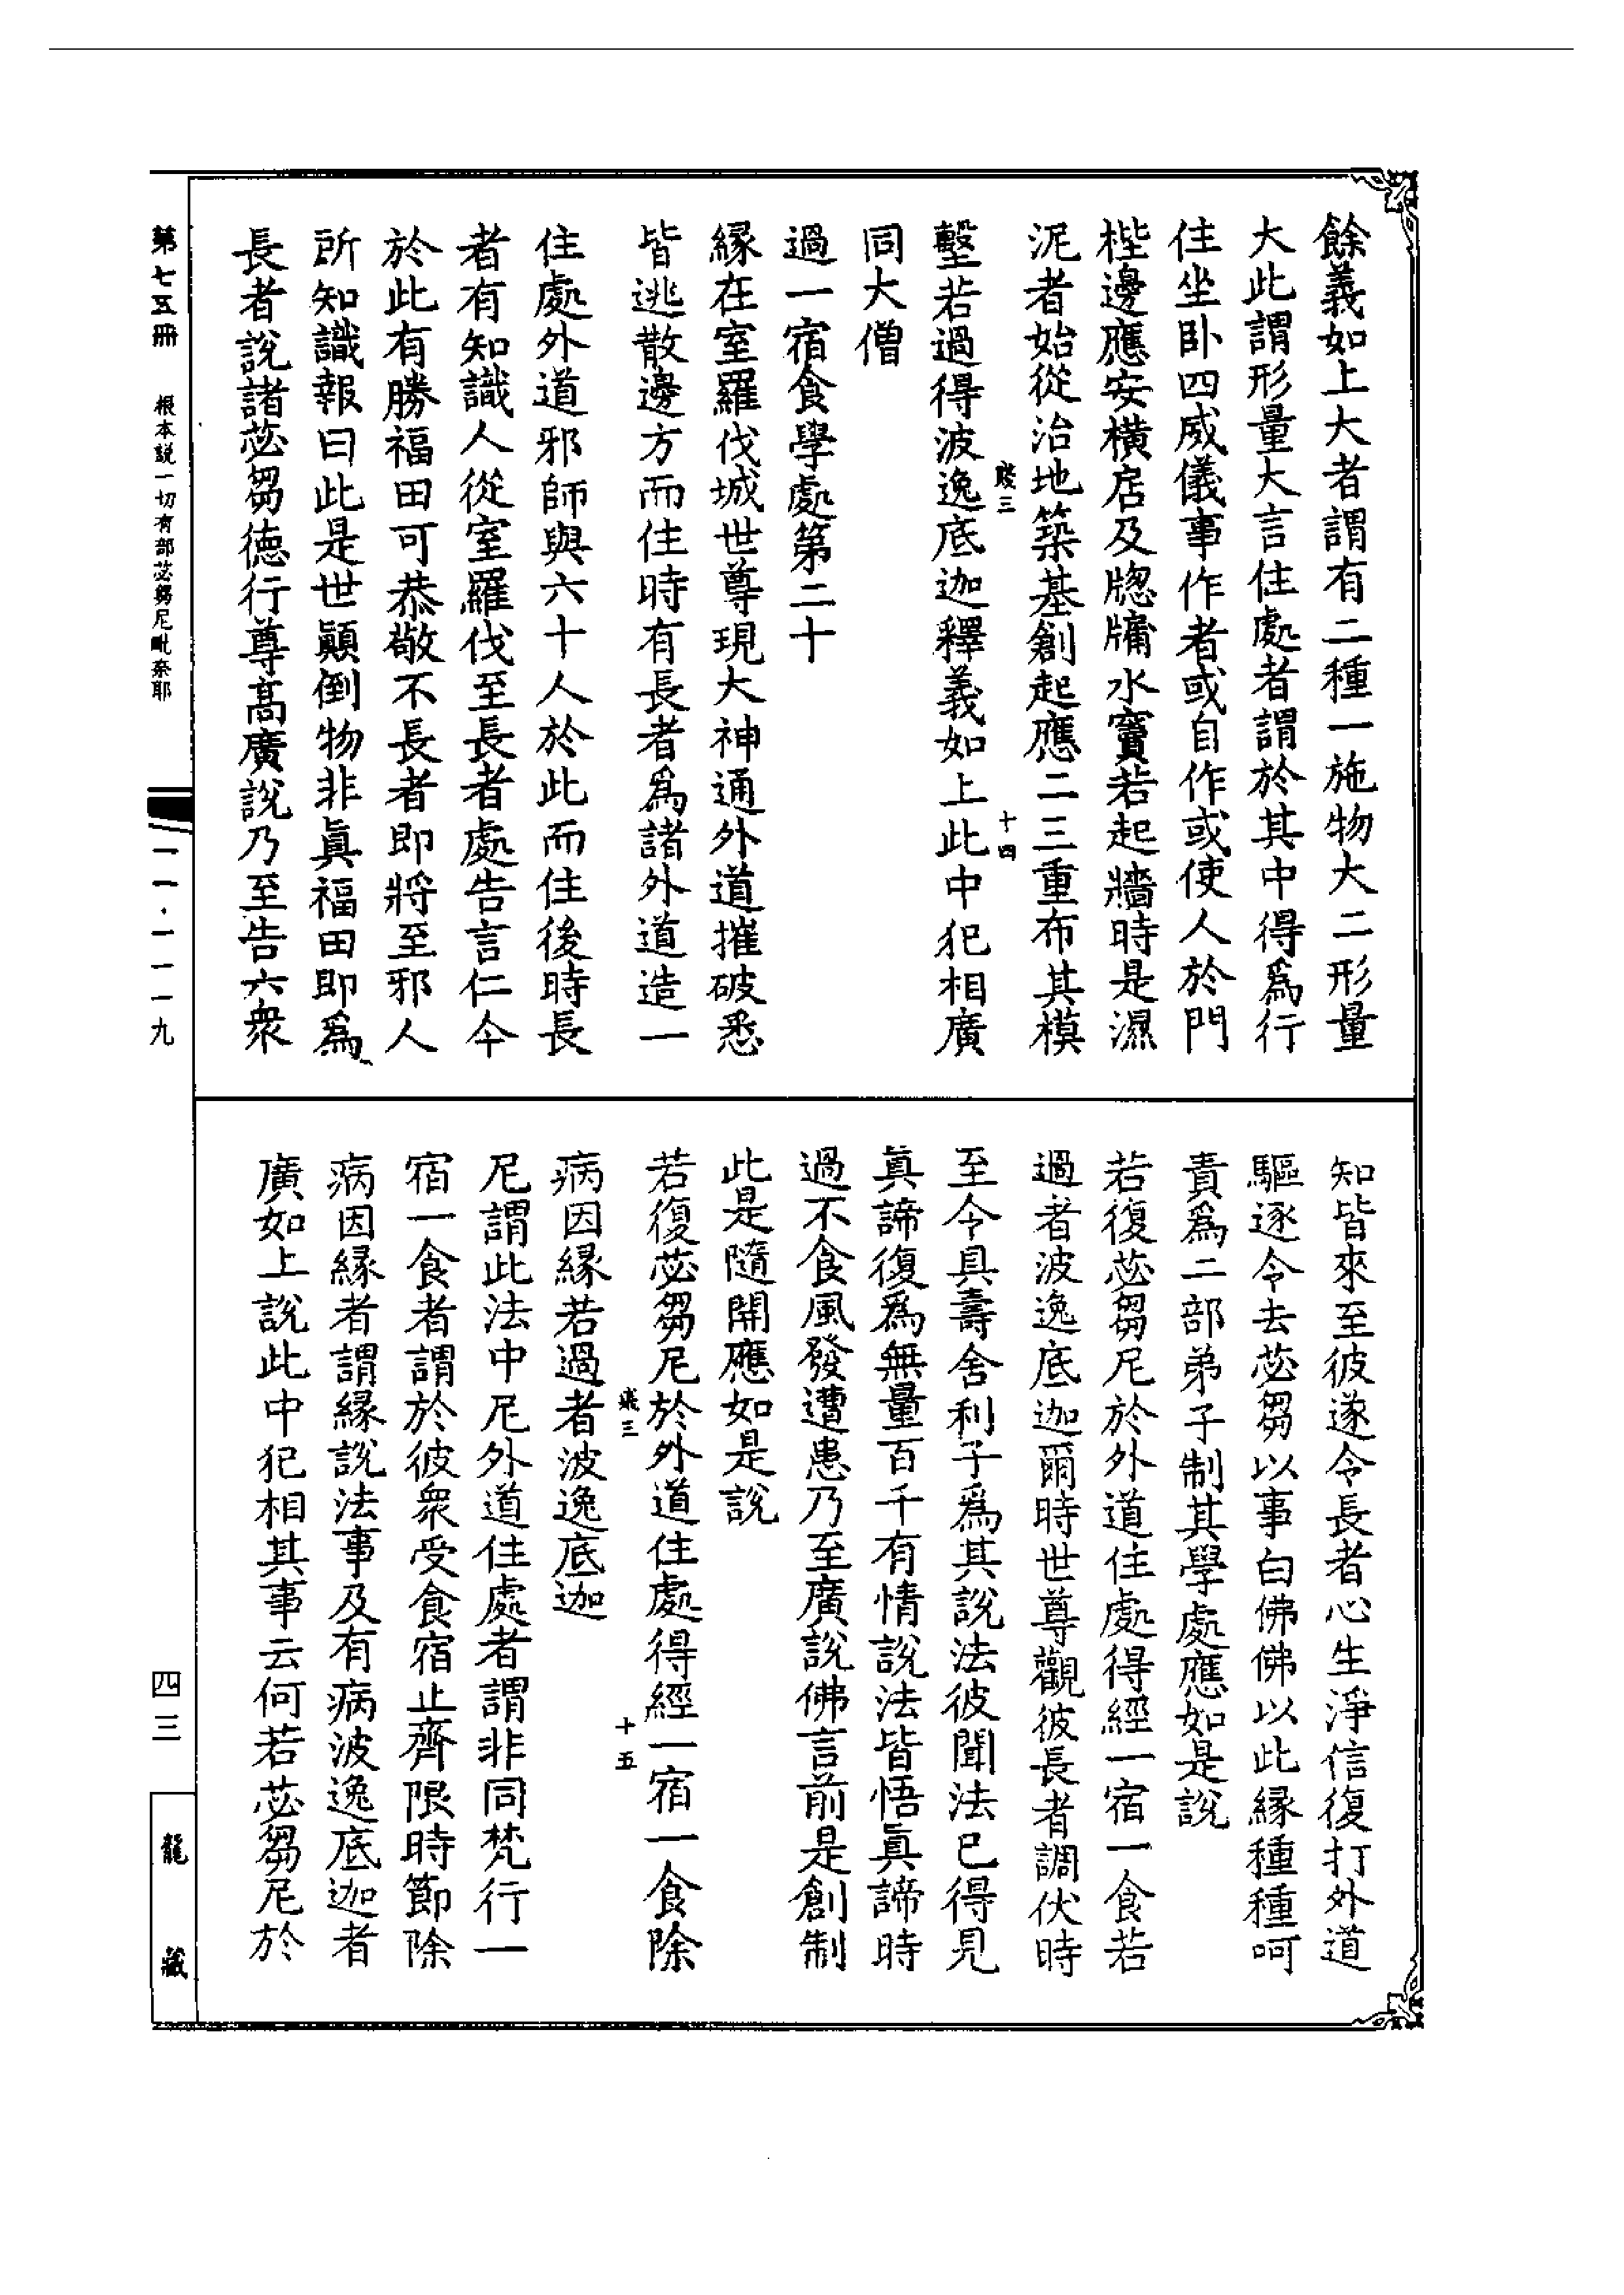 餘義如上大者謂有二種一施物大二形量
大此謂形量大言住處者謂於其中得爲行
住坐卧四威儀事作者或自作或使人於門
梐邊應安橫居及牕牗水竇若起牆時是濕
泥者始從治地築基創起應二三重布其模
十四
墼若過得波逸底迦釋義如上此中犯相廣
同大僧
過一宿食學處第二十
縁在室羅伐城世尊現大神通外道摧破悉
皆逃散邊方而住時有長者爲諸外道造一
住處外道邪師與六十人於此而住後時長
者有知識人從室羅伐至長者處告言仁今
於此有勝福田可恭敬不長者即將至邪人
所知識報曰此是世顚倒物非眞福田即爲
長者說諸苾芻德行尊高廣說乃至告六衆
知皆來至彼遂令長者心生淨信復打外道
驅逐令去苾芻以事白佛佛以此縁種種呵
責爲二部弟子制其學處應如是說
若復苾芻尼於外道住處得經一宿一食若
過者波逸底迦爾時世尊觀彼長者調伏時
至令具壽舍利子爲其說法彼聞法已得見
眞諦復爲無量百千有情說法皆悟眞諦時
過不食風發遭患乃至廣說佛言前是創制
此是隨開應如是說
若復苾芻尼於外道住處得經一宿一食除
十五
病因縁若過者波逸底迦
尼謂此法中尼外道住處者謂非同梵行一
宿一食者謂於彼衆受食宿止齊限時節除
病因縁者謂縁說法事及有病波逸底迦者
廣如上說此中犯相其事云何若苾芻尼於
第七五冊 根本說一切有部苾芻尼毗奈耶
一一·一一一九
四三
龍藏